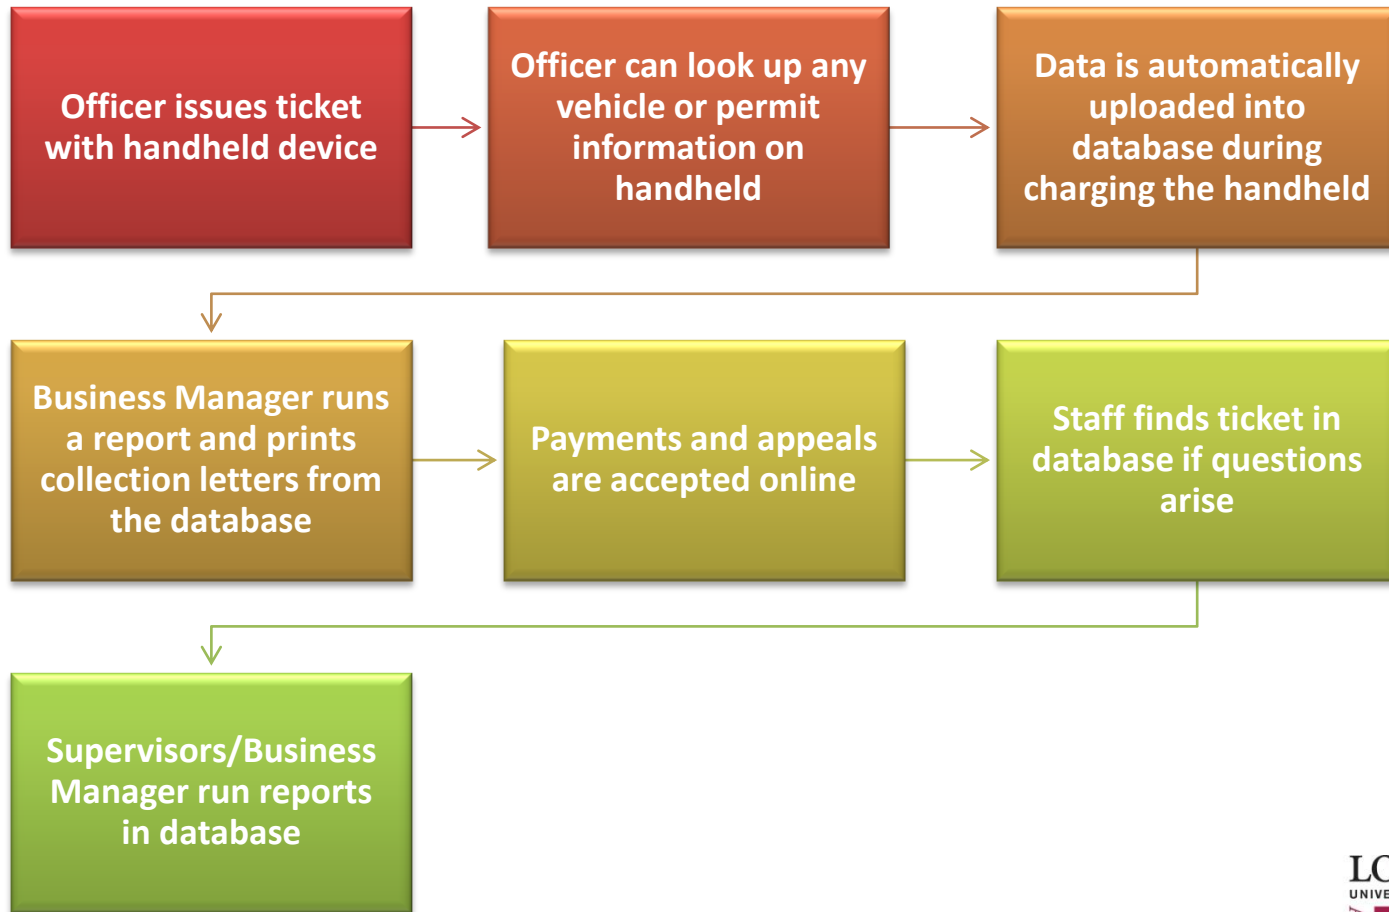 Officer issues ticket
with handheld device
Officer can look up any
vehicle or permit
information on
handheld
Data is automatically
uploaded into
database during
charging the handheld
Business Manager runs
a report and prints
collection letters from
the database
Payments and appeals
are accepted online
Staff finds ticket in
database if questions
arise
Supervisors/Business
Manager run reports
in database